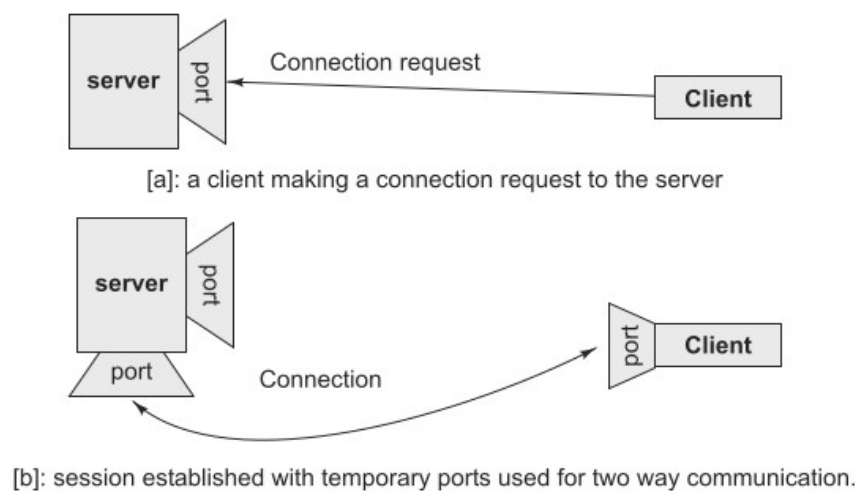 server
port
Connection request
Client
[a]: a client making a connection request to the server
server
port
port
Connection
port
Client
[b]: session established with temporary ports used for two way communication.